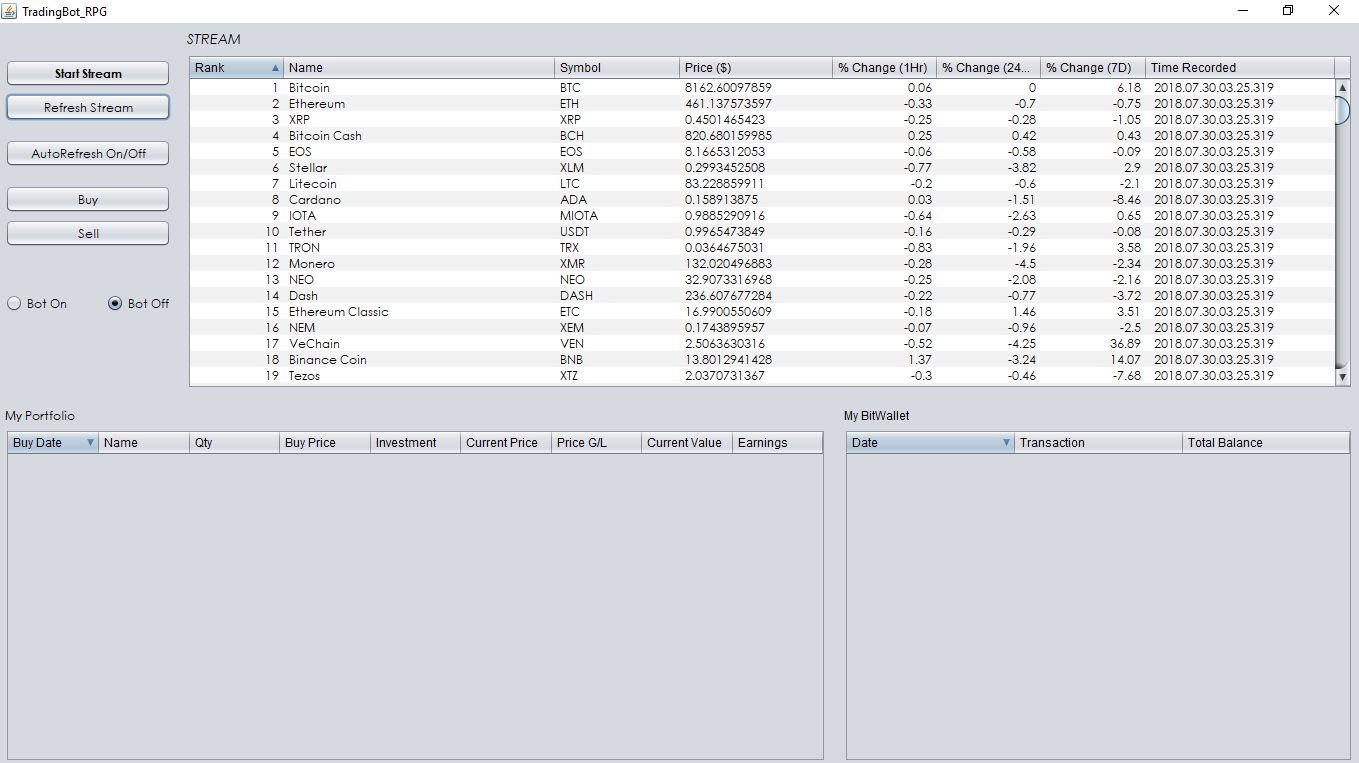 TradingBot_RPG
STREAM
Start Stream
Refresh Stream
AutoRefresh On/Off
Buy
Sell
Bot On Bot Off
Rank Name Symbol Price ($) % Change (1Hr) % Change (24... % Change (7D) Time Recorded
1 Bitcoin BTC 8162.60097859 0.06 0 6.18 2018.07.30.03.25.319
2 Ethereum ETH 461.137573597 -0.33 -0.7 -0.75 2018.07.30.03.25.319
3 XRP XRP 0.4501465423 -0.25 -0.28 -1.05 2018.07.30.03.25.319
4 Bitcoin Cash BCH 820.680159985 0.25 0.42 0.43 2018.07.30.03.25.319
5 EOS EOS 8.1665312053 -0.06 -0.58 -0.09 2018.07.30.03.25.319
6 Stellar XLM 0.2993452508 -0.77 -3.82 2.9 2018.07.30.03.25.319
7 Litecoin LTC 83.228859911 -0.2 -0.6 -2.1 2018.07.30.03.25.319
8 Cardano ADA 0.158913875 0.03 -1.51 -8.46 2018.07.30.03.25.319
9 IOTA MIOTA 0.9885290916 -0.64 -2.63 0.65 2018.07.30.03.25.319
10 Tether USDT 0.9965473849 -0.16 -0.29 -0.08 2018.07.30.03.25.319
11 TRON TRX 0.0364675031 -0.83 -1.96 3.58 2018.07.30.03.25.319
12 Monero XMR 132.020496883 -0.28 -4.5 -2.34 2018.07.30.03.25.319
13 NEO NEO 32.9073316968 -0.25 -2.08 -2.16 2018.07.30.03.25.319
14 Dash DASH 236.607677284 -0.22 -0.77 -3.72 2018.07.30.03.25.319
15 Ethereum Classic ETC 16.9900550609 -0.18 1.46 3.51 2018.07.30.03.25.319
16 NEM XEM 0.1743895957 -0.07 -0.96 -2.5 2018.07.30.03.25.319
17 VeChain VEN 2.5063630316 -0.52 -4.25 36.89 2018.07.30.03.25.319
18 Binance Coin BNB 13.8012941428 1.37 -3.24 14.07 2018.07.30.03.25.319
19 Tezos XTZ 2.0370731367 -0.3 -0.46 -7.68 2018.07.30.03.25.319
My Portfolio
Buy Date Name Qty Buy Price Investment Current Price Price G/L Current Value Earnings
My BitWallet
Date Transaction Total Balance